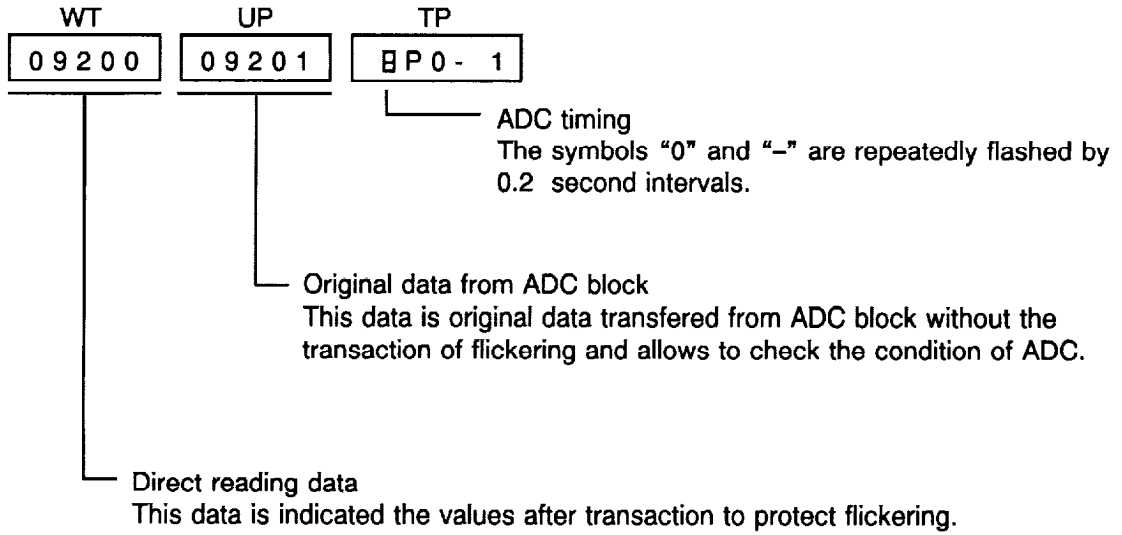 WT UP TP
09200 09201 8P0- 1
ADC timing
The symbols “0” and “–” are repeatedly flashed by
0.2 second intervals.
Original data from ADC block
This data is original data transfered from ADC block without the
transaction of flickering and allows to check the condition of ADC.
Direct reading data
This data is indicated the values after transaction to protect flickering.